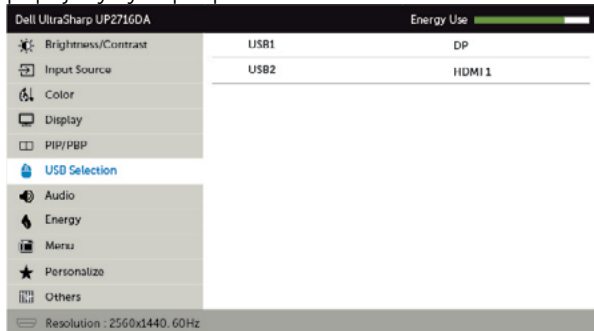 Dell UltraSharp UP2716DA Energy Use
Brightness/Contrast USB1 DP
Input Source USB2 HDMI 1
Color
Display
PIP/PBP
USB Selection
Audio
Energy
Menu
Personalize
Others
Resolution : 2560x1440, 60Hz